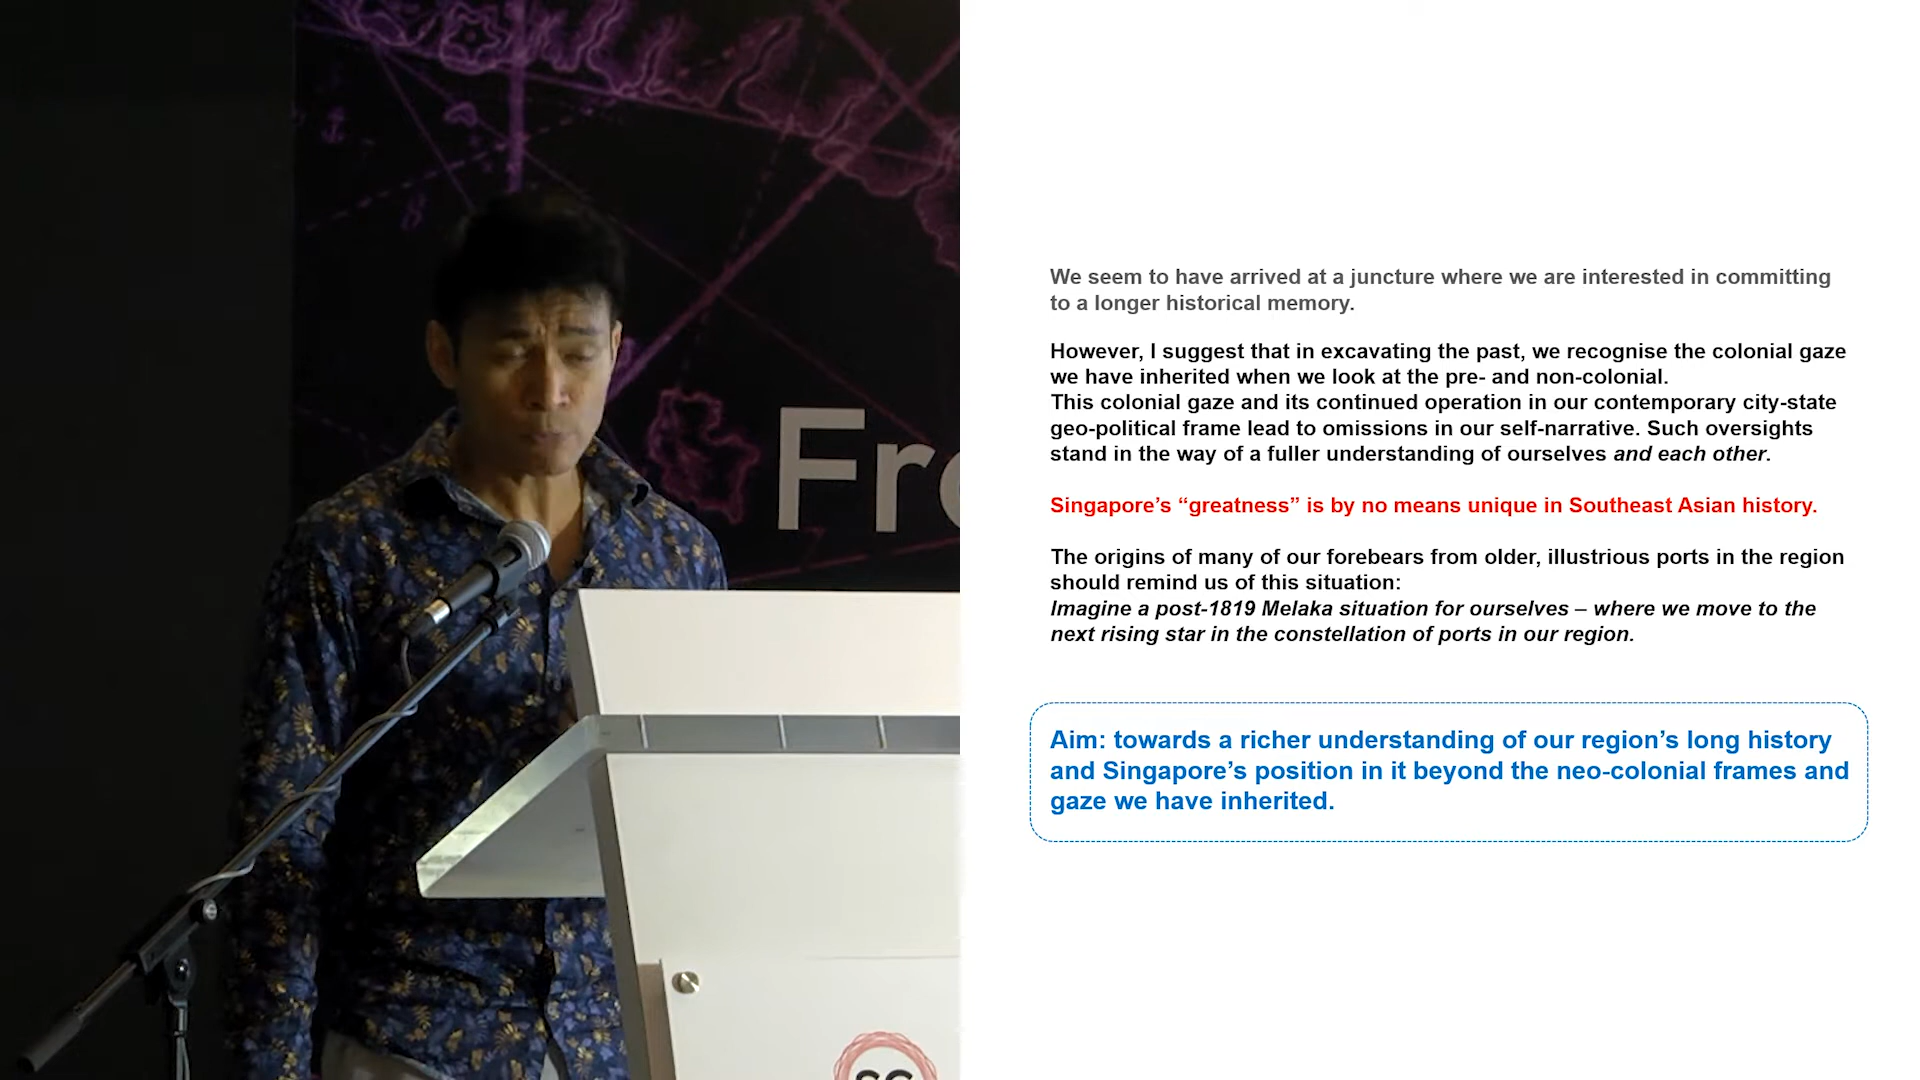 Fro
We seem to have arrived at a juncture where we are interested in committing
to a longer historical memory.
However, I suggest that in excavating the past, we recognise the colonial gaze
we have inherited when we look at the pre- and non-colonial.
This colonial gaze and its continued operation in our contemporary city-state
geo-political frame lead to omissions in our self-narrative. Such oversights
stand in the way of a fuller understanding of ourselves and each other.
Singapore’s “greatness” is by no means unique in Southeast Asian history.
The origins of many of our forebears from older, illustrious ports in the region
should remind us of this situation:
Imagine a post-1819 Melaka situation for ourselves – where we move to the
next rising star in the constellation of ports in our region.
Aim: towards a richer understanding of our region’s long history
and Singapore’s position in it beyond the neo-colonial frames and
gaze we have inherited.